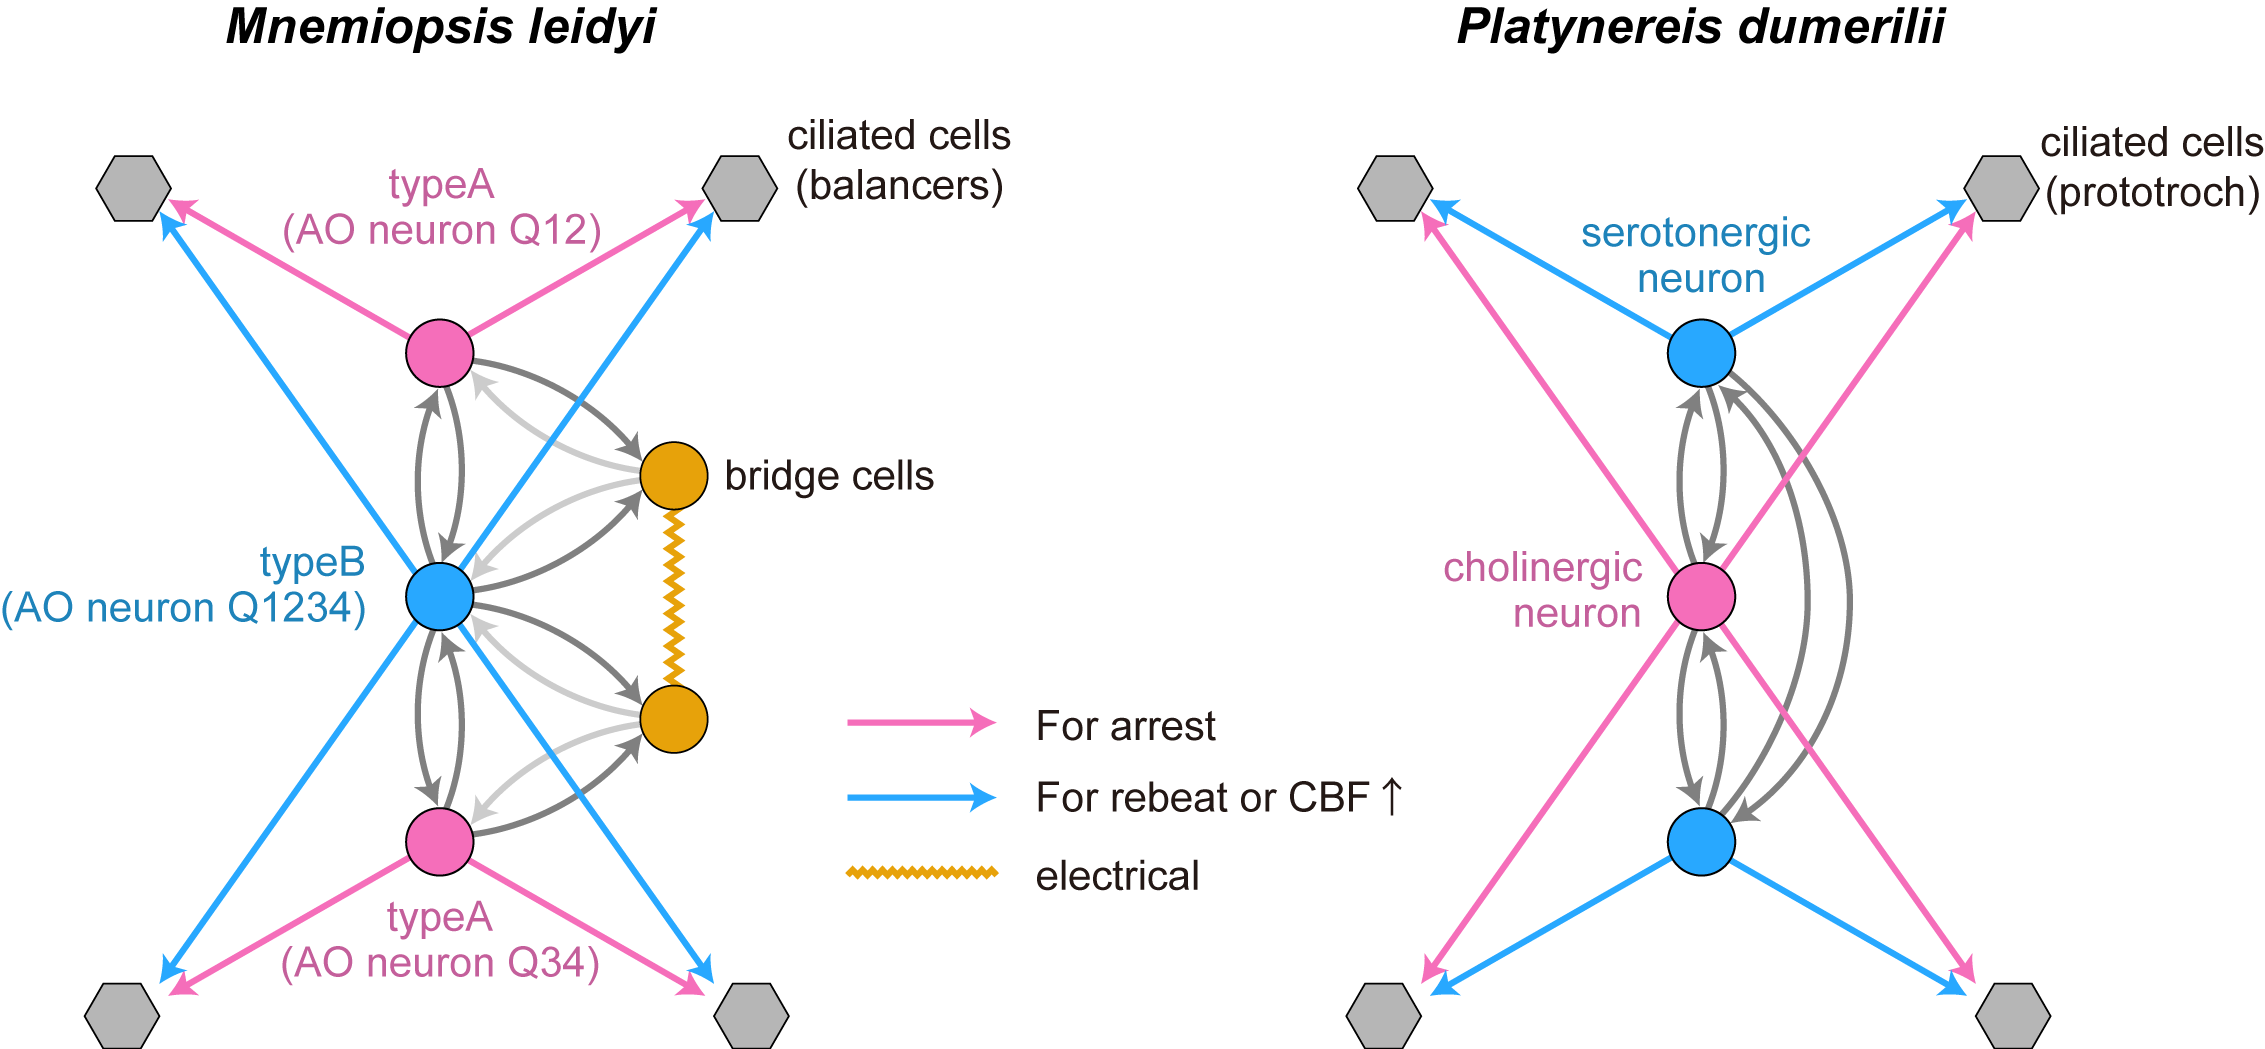 Mnemiopsis leidyi
ciliated cells
(balancers)
typeA
(AO neuron Q12)
bridge cells
typeB
(AO neuron Q1234)
typeA
(AO neuron Q34)
For arrest
For rebeat or CBF ↑
electrical
Platynereis dumerilii
ciliated cells
(prototroch)
serotonergic
neuron
cholinergic
neuron